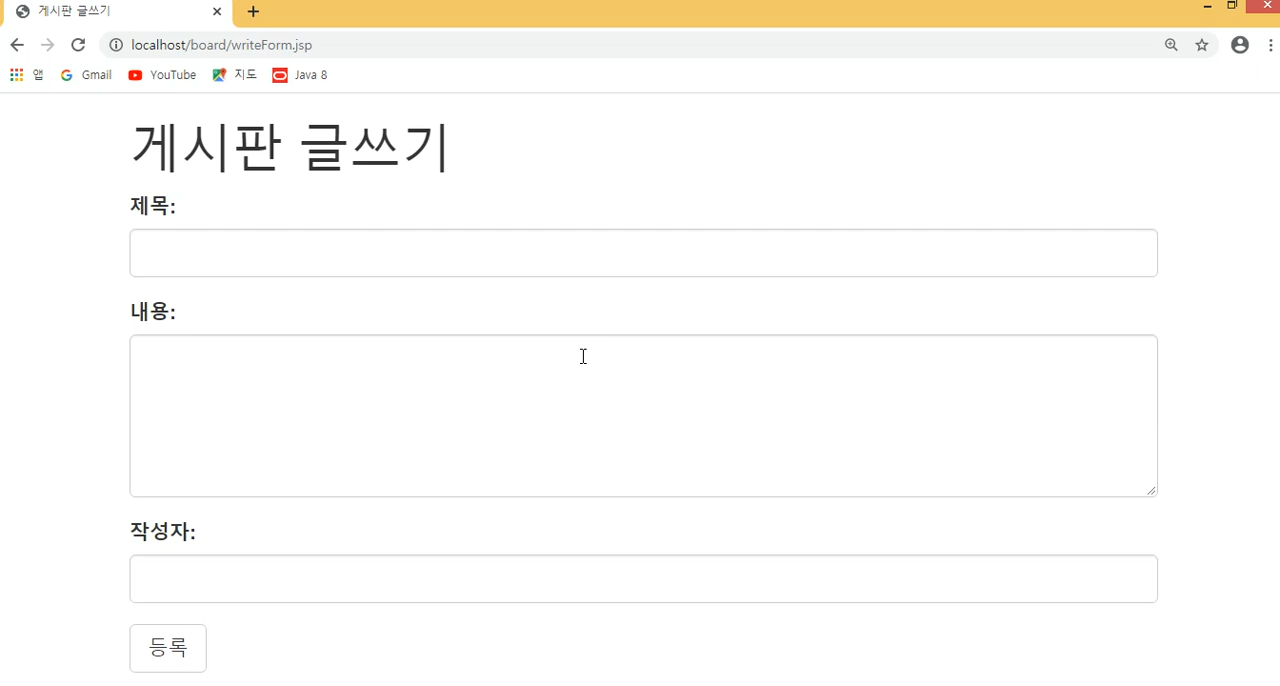 게시판 글쓰기
localhost/board/writeForm.jsp
앱 Gmail YouTube 지도 Java 8
게시판 글쓰기
제목:
내용:
작성자:
등록